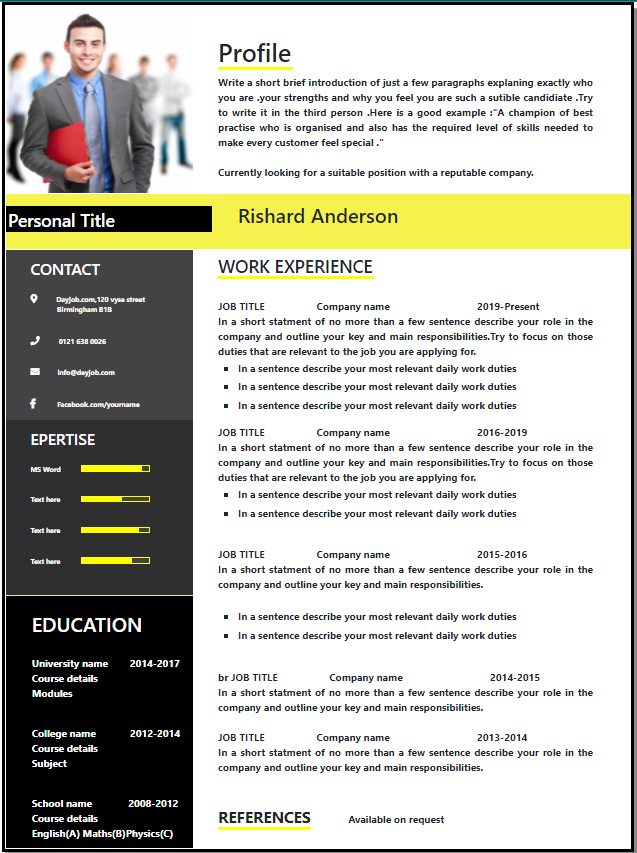 Profile
Write a short brief introduction of just a few paragraphs explaning exactly who
you are .your strengths and why you feel you are such a sutible candidiate .Try
to write it in the third person .Here is a good example :"A champion of best
practise who is organised and also has the required level of skills needed to
make every customer feel special ."
Currently looking for a suitable position with a reputable company.
Personal Title
Rishard Anderson
CONTACT
Dayjob.com,120 vyse street
Birmingham B1B
0121 638 0026
info@deyjob.com
Facebook.com/yourname
EPERTISE
MS Word
Text here
Text here
Text here
EDUCATION
University name 2014-2017
Course details
Modules
College name 2012-2014
Course details
Subject
School name 2008-2012
Course details
English(A) Maths(B)Physics(C)
WORK EXPERIENCE
JOB TITLE Company name 2019-Present
In a short statment of no more than a few sentence describe your role in the
company and outline your key and main responsibilities.Try to focus on those
duties that are relevant to the job you are applying for.
In a sentence describe your most relevant daily work duties
In a sentence describe your most relevant daily work duties
In a sentence describe your most relevant daily work duties
JOB TITLE Company name 2016-2019
In a short statment of no more than a few sentence describe your role in the
company and outline your key and main responsibilities.Try to focus on those
duties that are relevant to the job you are applying for.
In a sentence describe your most relevant daily work duties
In a sentence describe your most relevant daily work duties
JOB TITLE Company name 2015-2016
In a short statment of no more than a few sentence describe your role in the
company and outline your key and main responsibilities.
In a sentence describe your most relevant daily work duties
In a sentence describe your most relevant daily work duties
br JOB TITLE Company name 2014-2015
In a short statment of no more than a few sentence describe your role in the
company and outline your key and main responsibilities.
JOB TITLE Company name 2013-2014
In a short statment of no more than a few sentence describe your role in the
company and outline your key and main responsibilities.
REFERENCES Available on request